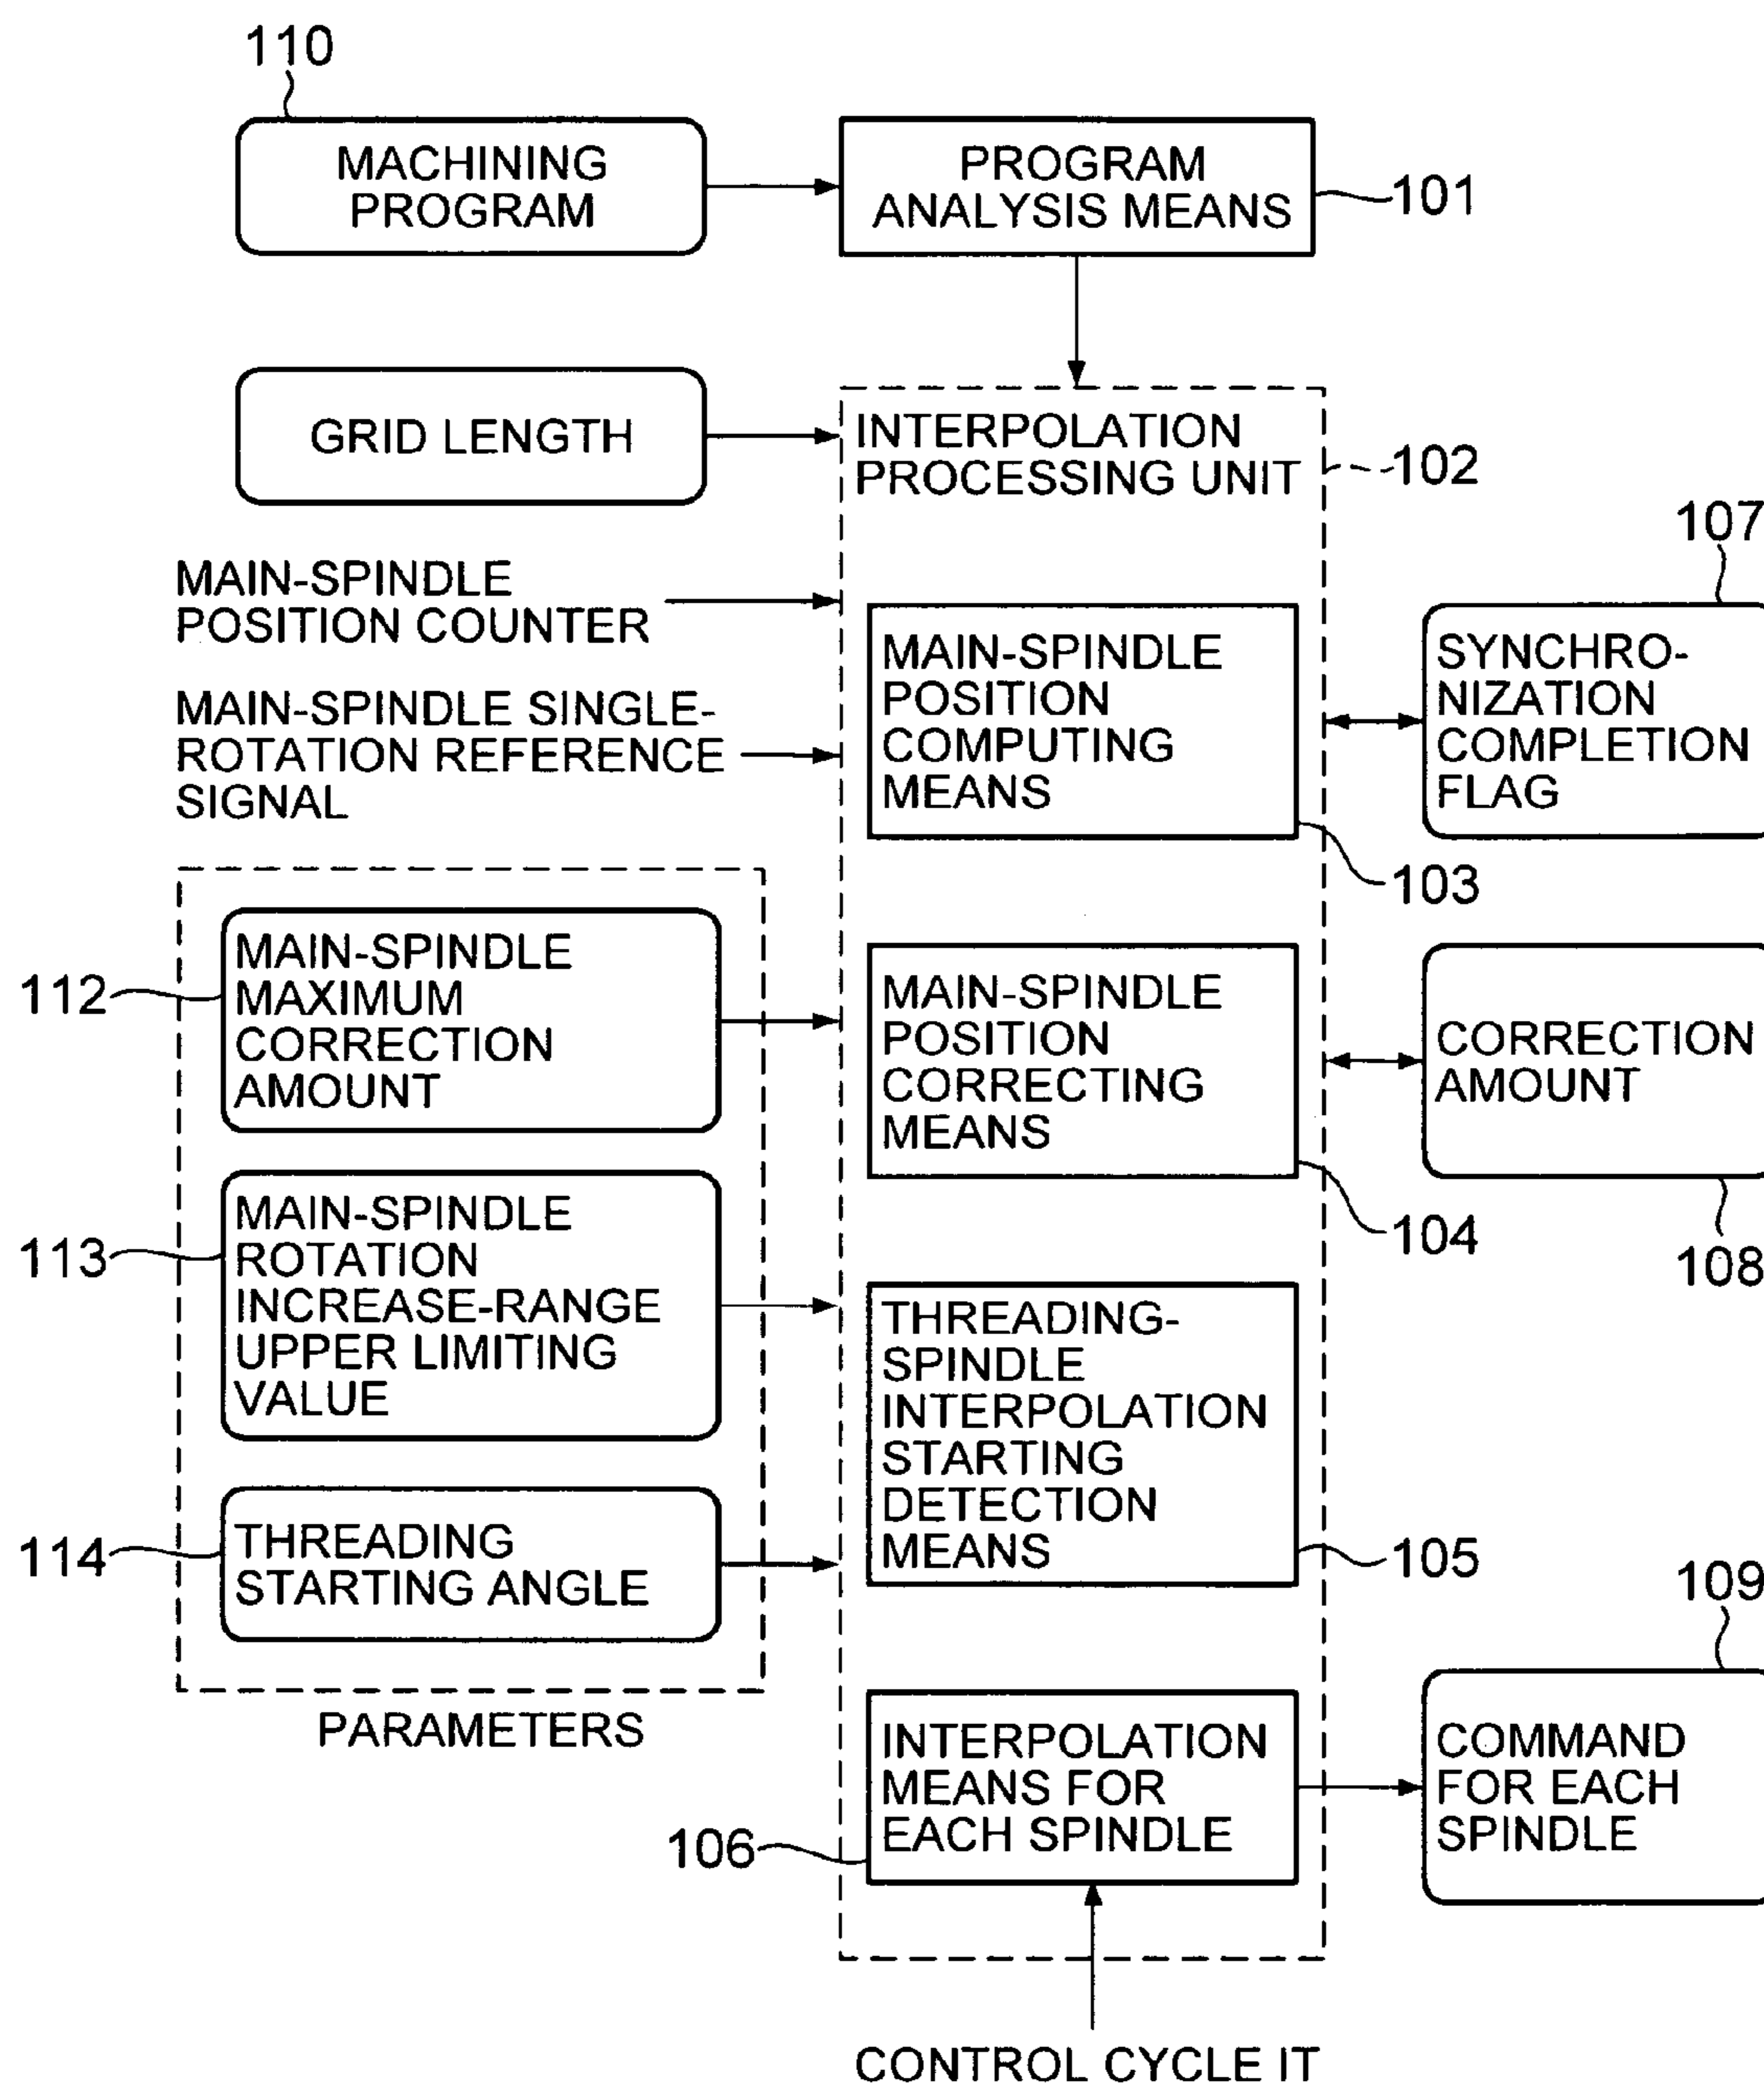 110
MACHINING
PROGRAM
PROGRAM
ANALYSIS MEANS
101
GRID LENGTH
INTERPOLATION
PROCESSING UNIT
102
107
MAIN-SPINDLE
POSITION COUNTER
MAIN-SPINDLE SINGLE-
ROTATION REFERENCE
SIGNAL
MAIN-SPINDLE
POSITION
COMPUTING
MEANS
103
SYNCHRO-
NIZATION
COMPLETION
FLAG
112
MAIN-SPINDLE
MAXIMUM
CORRECTION
AMOUNT
MAIN-SPINDLE
POSITION
CORRECTING
MEANS
104
CORRECTION
AMOUNT
108
113
MAIN-SPINDLE
ROTATION
INCREASE-RANGE
UPPER LIMITING
VALUE
THREADING-
SPINDLE
INTERPOLATION
STARTING
DETECTION
MEANS
105
114
THREADING
STARTING ANGLE
PARAMETERS
109
INTERPOLATION
MEANS FOR
EACH SPINDLE
106
COMMAND
FOR EACH
SPINDLE
CONTROL CYCLE IT